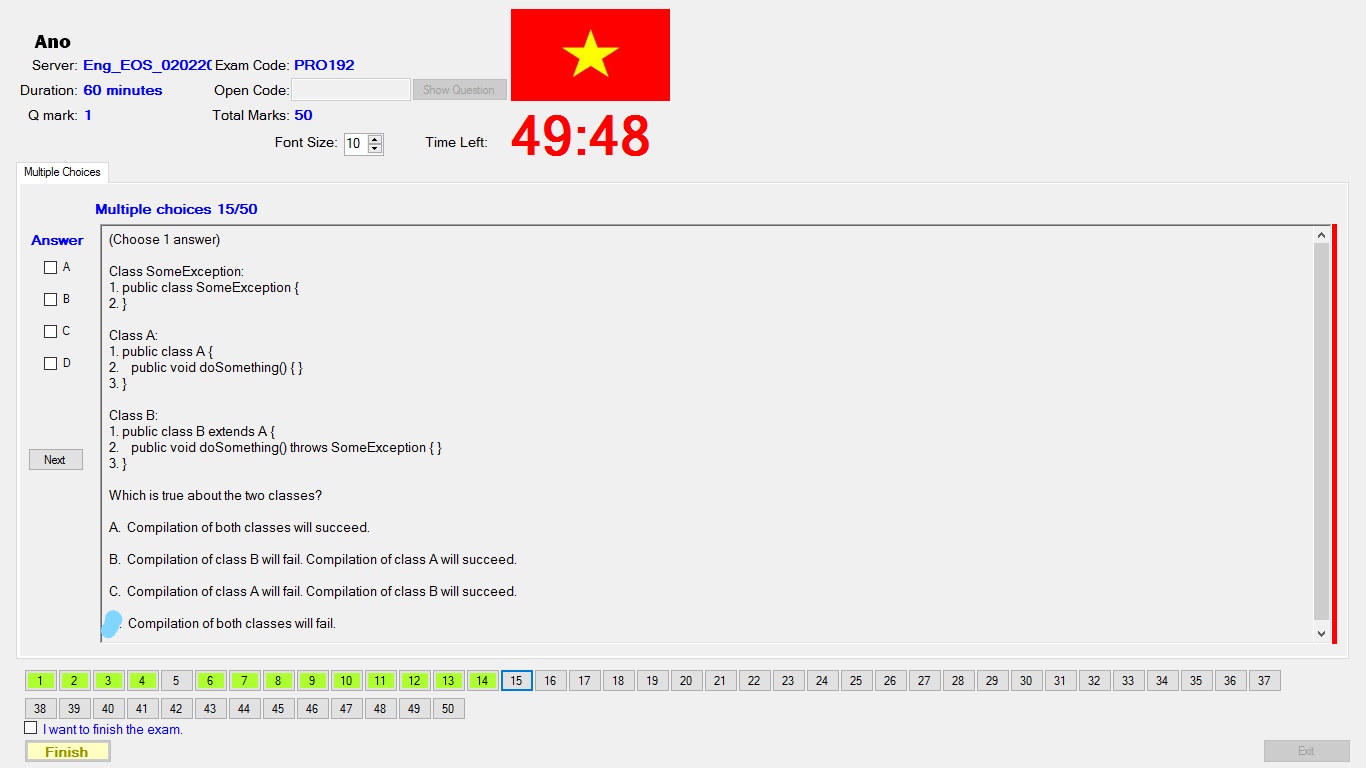 Ano
Server: Eng_EOS_020220 Exam Code: PRO192
Duration: 60 minutes Open Code: Show Question
Q mark: 1 Total Marks: 50
Font Size: 10 Time Left: 49:48
Multiple Choices
Multiple choices 15/50
Answer
A
B
C
D
Next
(Choose 1 answer)
Class SomeException:
1. public class SomeException {
2. }
Class A:
1. public class A {
2. public void doSomething() { }
3. }
Class B:
1. public class B extends A {
2. public void doSomething() throws SomeException { }
3. }
Which is true about the two classes?
A. Compilation of both classes will succeed.
B. Compilation of class B will fail. Compilation of class A will succeed.
C. Compilation of class A will fail. Compilation of class B will succeed.
. Compilation of both classes will fail.
1 2 3 4 5 6 7 8 9 10 11 12 13 14 15 16 17 18 19 20 21 22 23 24 25 26 27 28 29 30 31 32 33 34 35 36 37
38 39 40 41 42 43 44 45 46 47 48 49 50
I want to finish the exam.
Finish
Exit